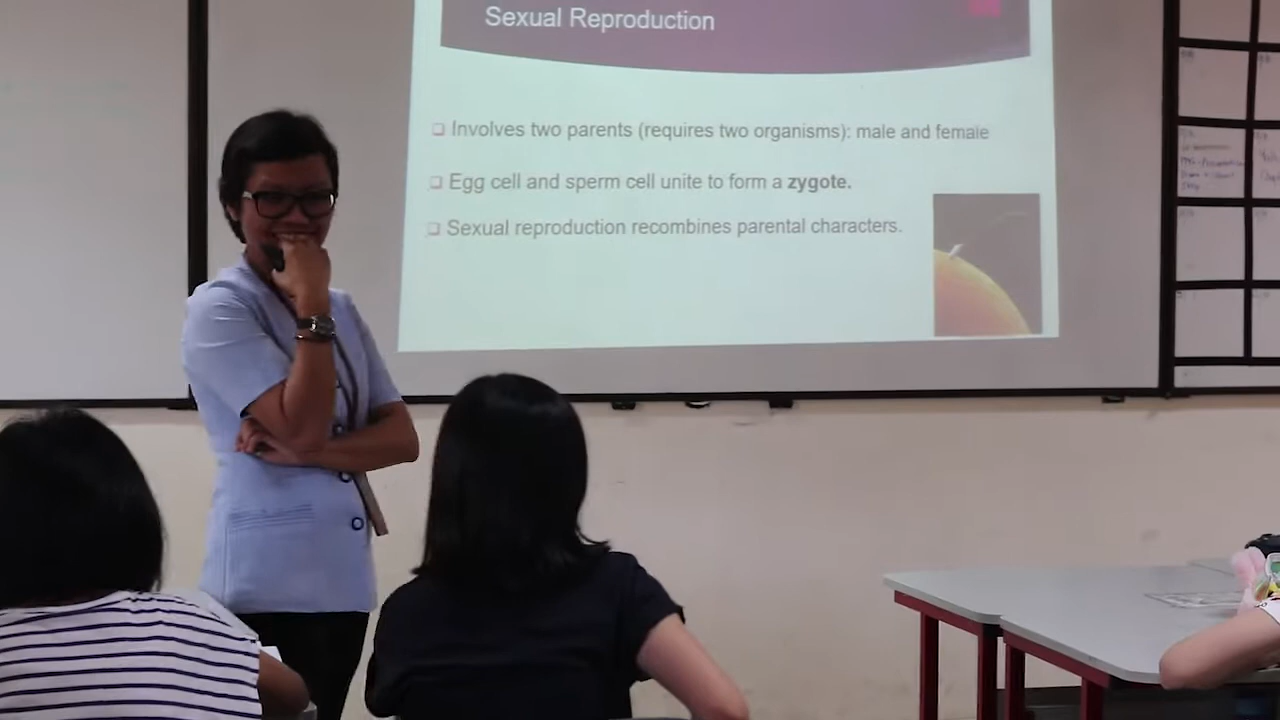 Sexual Reproduction
Involves two parents (requires two organisms): male and female
Egg cell and sperm cell unite to form a zygote.
Sexual reproduction recombines parental characters.